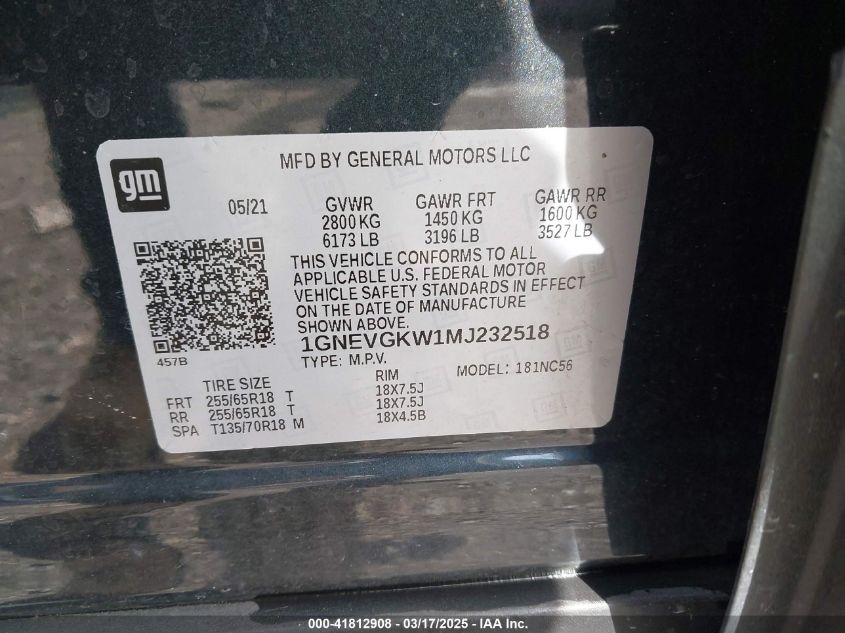 gm
MFD BY GENERAL MOTORS LLC
05/21
GVWR GAWR FRT GAWR RR
2800 KG 1450 KG 1600 KG
6173 LB 3196 LB 3527 LB
THIS VEHICLE CONFORMS TO ALL
APPLICABLE U.S. FEDERAL MOTOR
VEHICLE SAFETY STANDARDS IN EFFECT
ON THE DATE OF MANUFACTURE
SHOWN ABOVE.
1GNEVGKW1MJ232518
457B
TYPE: M.P.V. MODEL: 181NC56
TIRE SIZE RIM
FRT 255/65R18 T 18X7.5J
RR 255/65R18 T 18X7.5J
SPA T135/70R18 M 18X4.5B
000-41812908 - 03/17/2025 - IAA Inc.